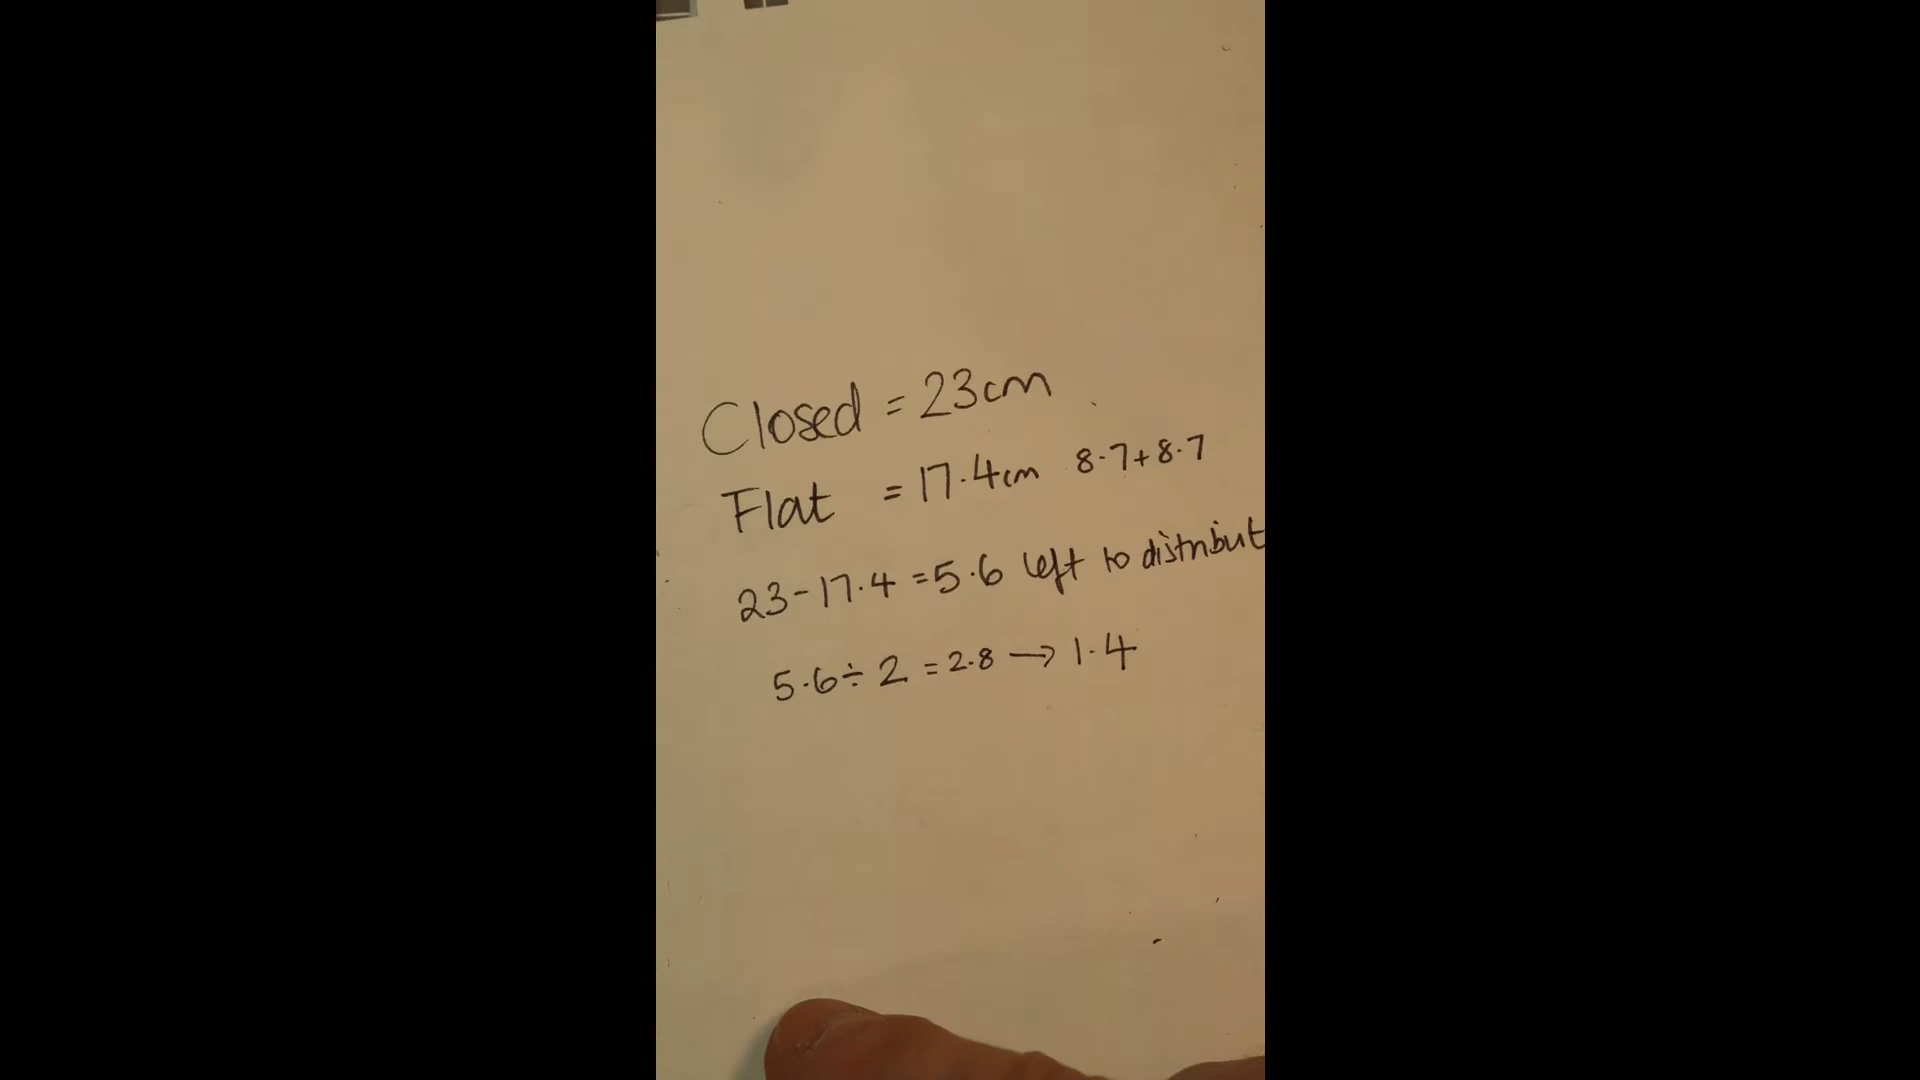 Closed = 23cm
Flat = 17.4cm 8.7+8.7
23-17.4 =5.6 left to distribut
5.6÷2 =2.8 → 1.4